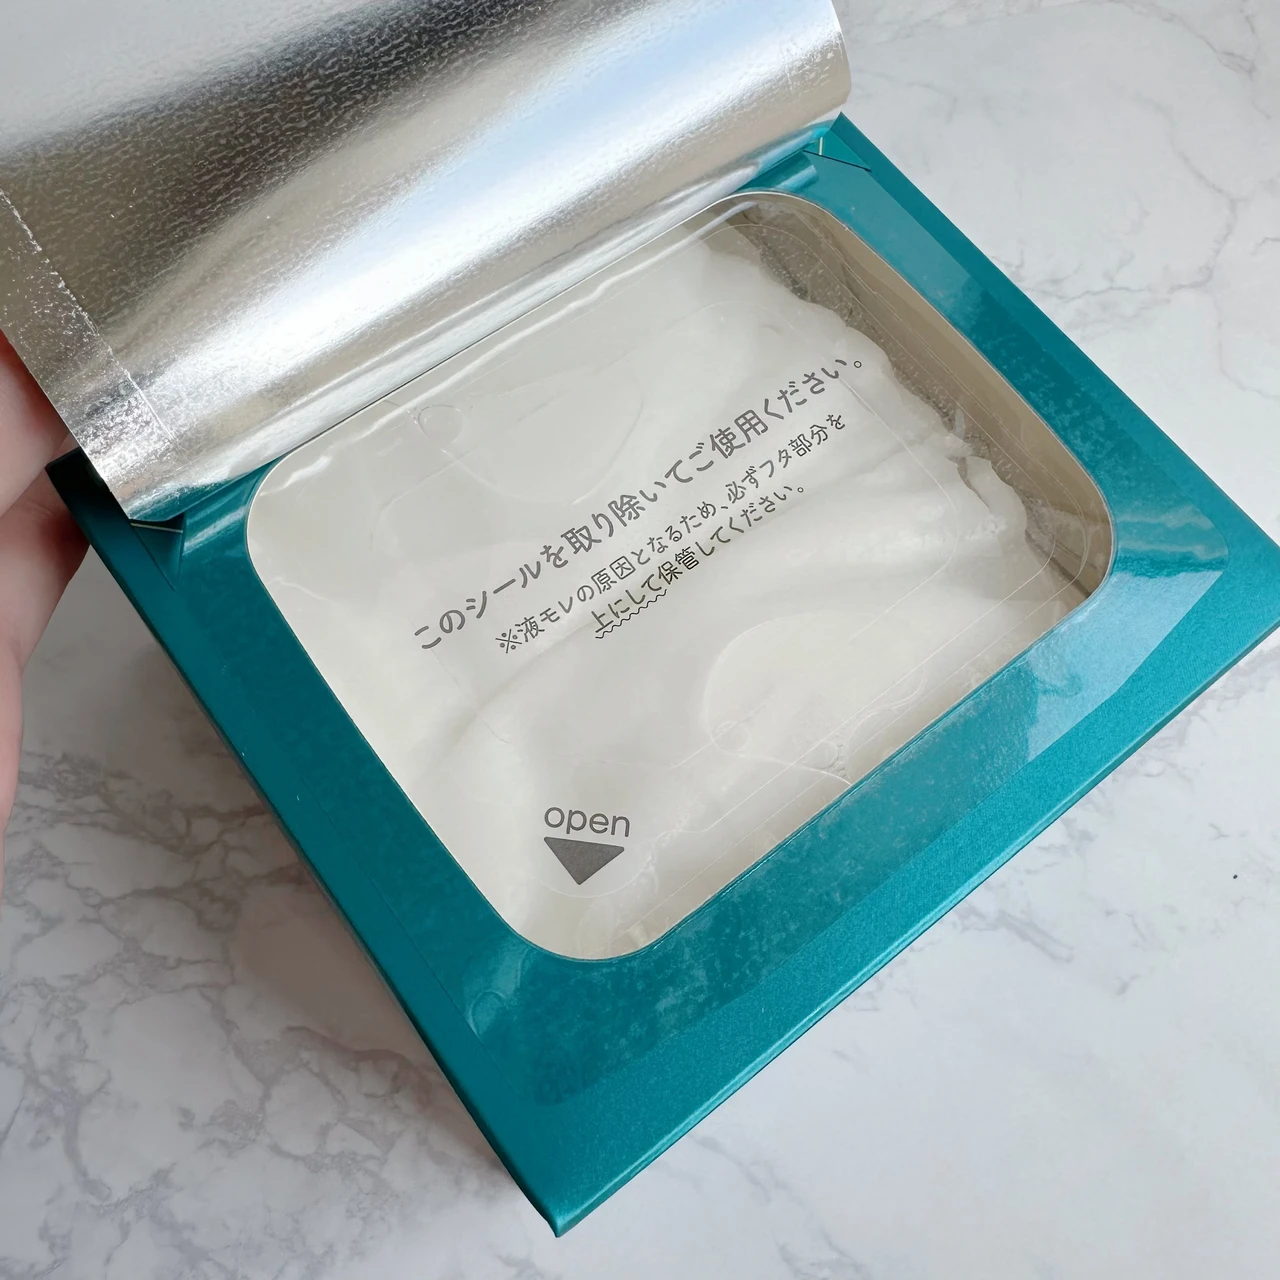 このシールを取り除いてご使用ください。
※液モレの原因となるため、必ずフタ部分を
上にして保管してください。
open